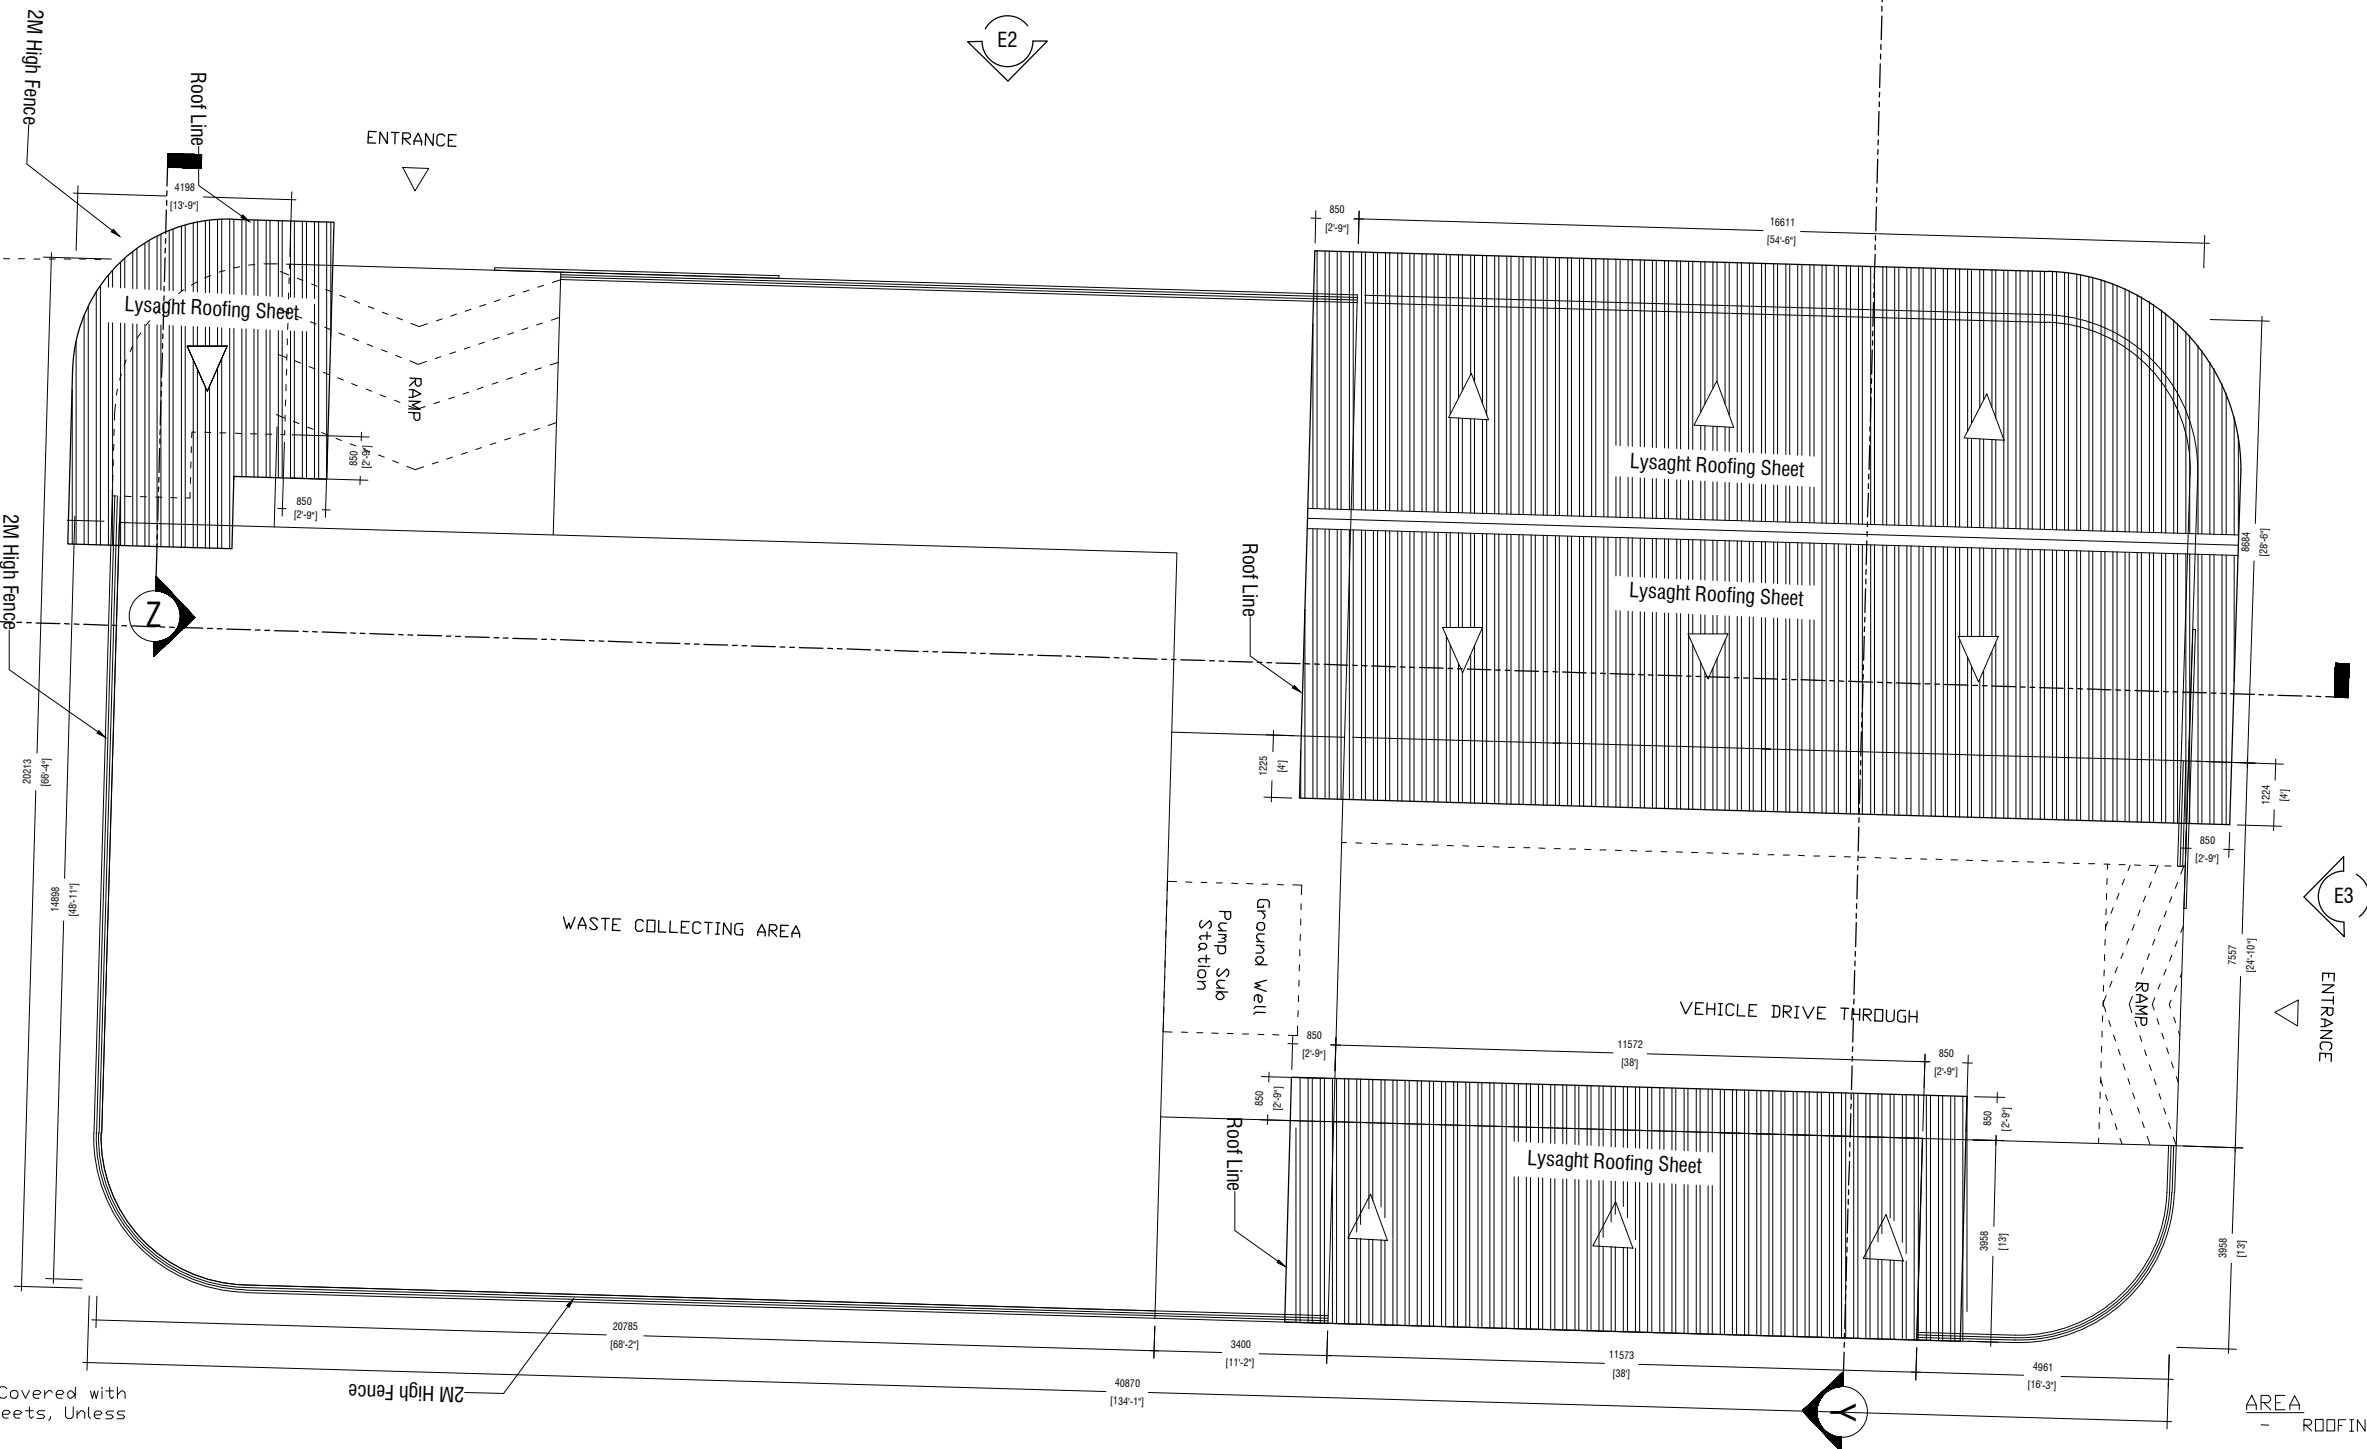 E2
2M High Fence
Roof Line
ENTRANCE
4198
[13'-9"]
850
[2'-9"]
16611
[54'-6"]
Lysaght Roofing Sheet
RAMP
850
[2'-9"]
850
[2'-9"]
Lysaght Roofing Sheet
8684
[28'-6"]
2M High Fence
Z
Roof Line
Lysaght Roofing Sheet
20213
[66'-4"]
1225
[4']
1224
[4']
850
[2'-9"]
14898
[48'-11"]
WASTE COLLECTING AREA
Ground Well
Pump Sub
Station
E3
7557
[24'-10"]
ENTRANCE
RAMP
VEHICLE DRIVE THROUGH
850
[2'-9"]
11572
[38']
850
[2'-9"]
850
[2'-9"]
850
[2'-9"]
Roof Line
Lysaght Roofing Sheet
3958
[13']
3958
[13']
20785
[68'-2"]
3400
[11'-2"]
11573
[38']
4961
[16'-3"]
40870
[134'-1"]
2M High Fence
Y
Covered with
eets, Unless
AREA
- ROOFIN